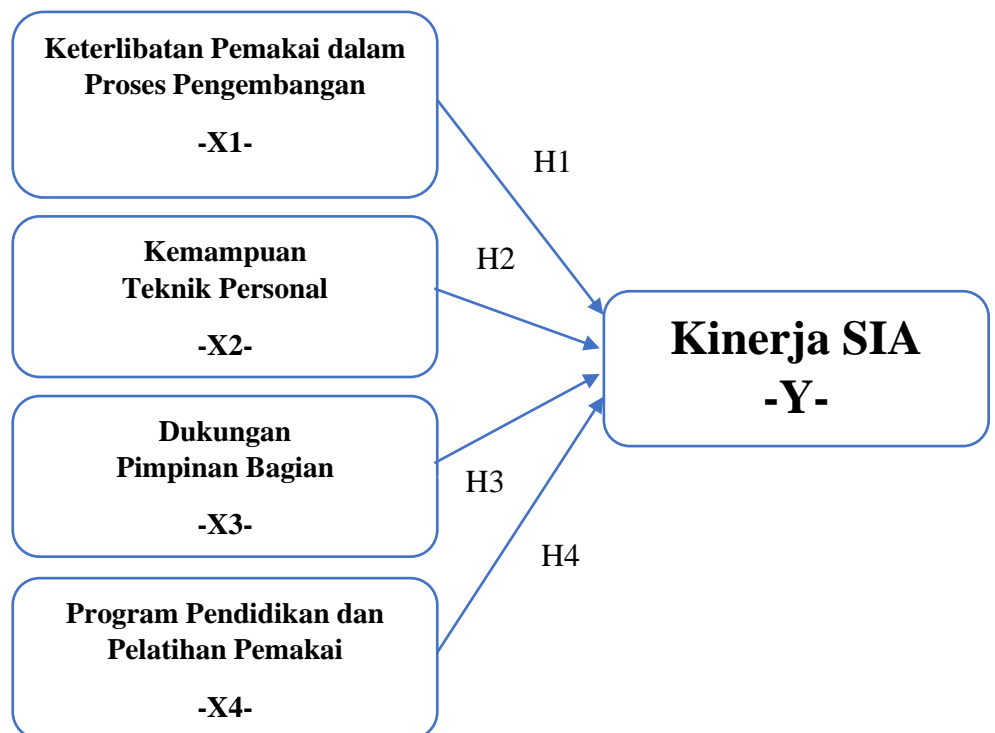 Keterlibatan Pemakai dalam
Proses Pengembangan
-X1-
H1
Kemampuan
Teknik Personal
-X2-
H2
Kinerja SIA
-Y-
Dukungan
Pimpinan Bagian
-X3-
H3
H4
Program Pendidikan dan
Pelatihan Pemakai
-X4-